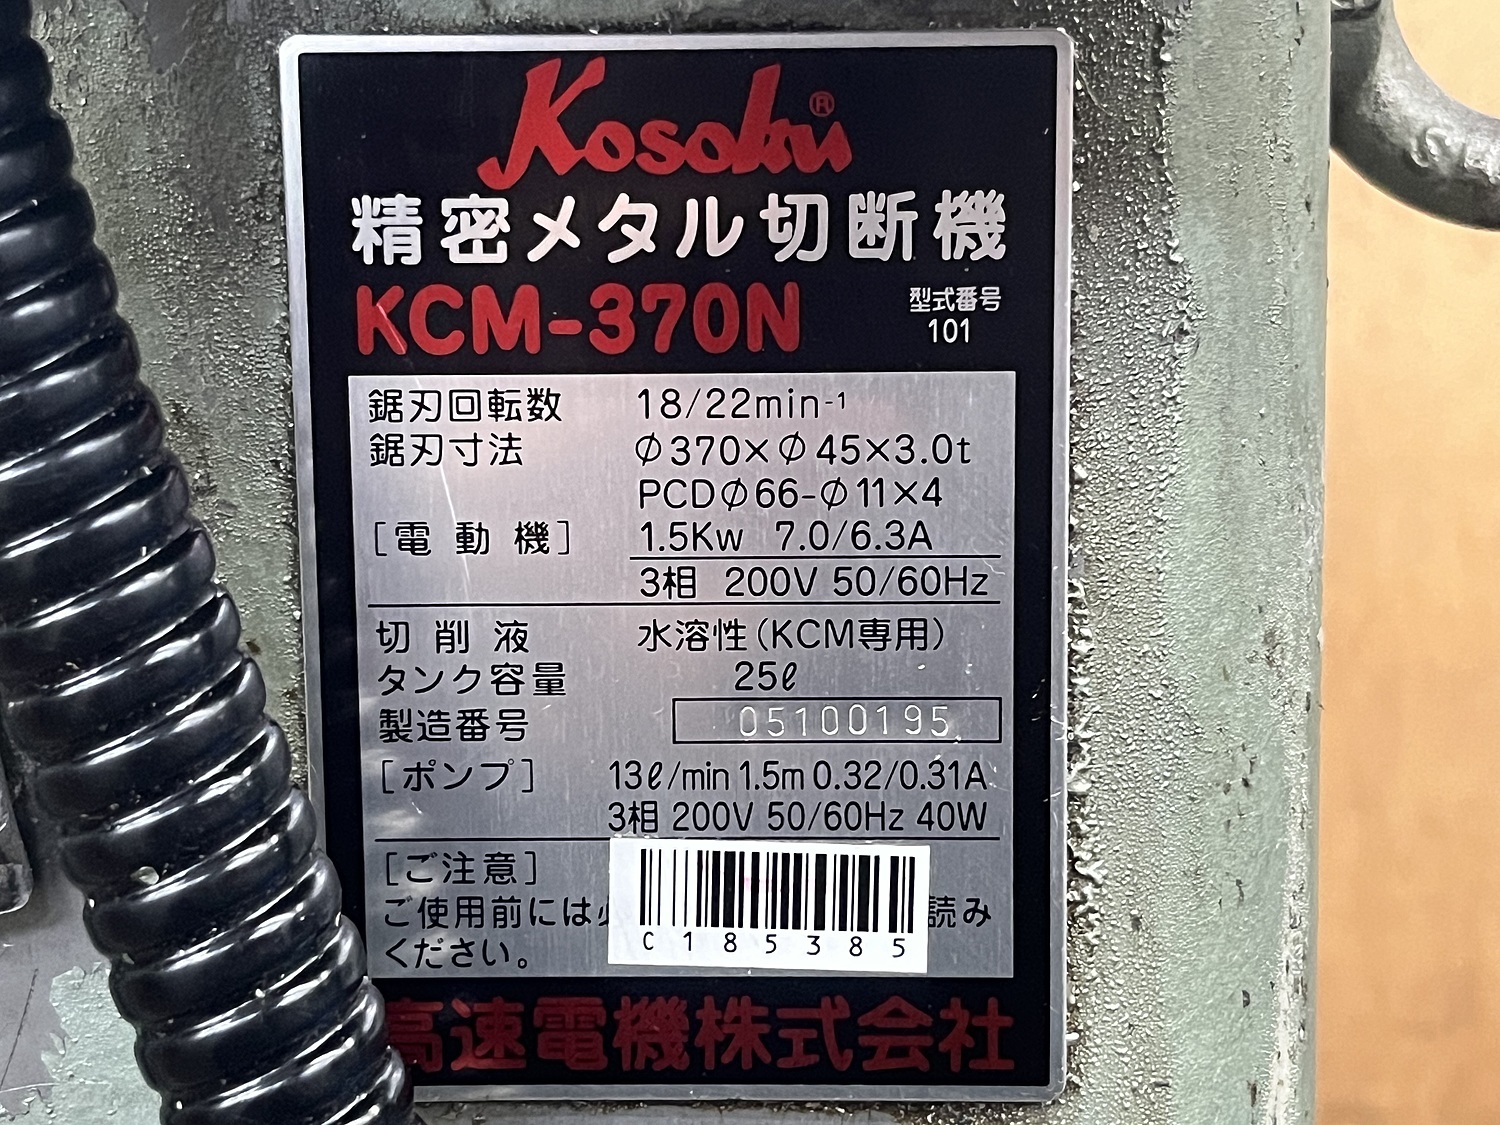 Kosoku®
精密メタル切断機
KCM-370N 型式番号 101
鋸刃回転数 18/22min-1
鋸刃寸法 φ370×φ45×3.0t
PCDφ66-φ11×4
[電動機] 1.5Kw 7.0/6.3A
3相 200V 50/60Hz
切削液 水溶性(KCM専用)
タンク容量 25ℓ
製造番号 05100195
[ポンプ] 13ℓ/min 1.5m 0.32/0.31A
3相 200V 50/60Hz 40W
[ご注意]
ご使用前には 読み
ください。
C185385
高速電機株式会社